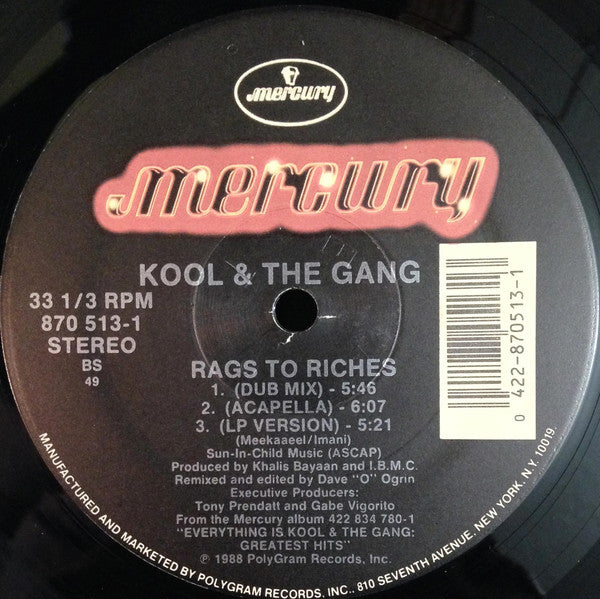 mercury
mercury
KOOL & THE GANG
33 1/3 RPM
870 513-1
STEREO
BS
49
0 422-870513-1
RAGS TO RICHES
1. (DUB MIX) - 5:46
2. (ACAPELLA) - 6:07
3. (LP VERSION) - 5:21
(Meekaaeel/Imani)
Sun-In-Child Music (ASCAP)
Produced by Khalis Bayaan and I.B.M.C.
Remixed and edited by Dave "O" Ogrin
Executive Producers:
Tony Prendatt and Gabe Vigorito
From the Mercury album 422 834 780-1
"EVERYTHING IS KOOL & THE GANG:
GREATEST HITS"
℗ 1988 PolyGram Records, Inc.
MANUFACTURED AND MARKETED BY POLYGRAM RECORDS, INC., 810 SEVENTH AVENUE, NEW YORK, N.Y. 10019.